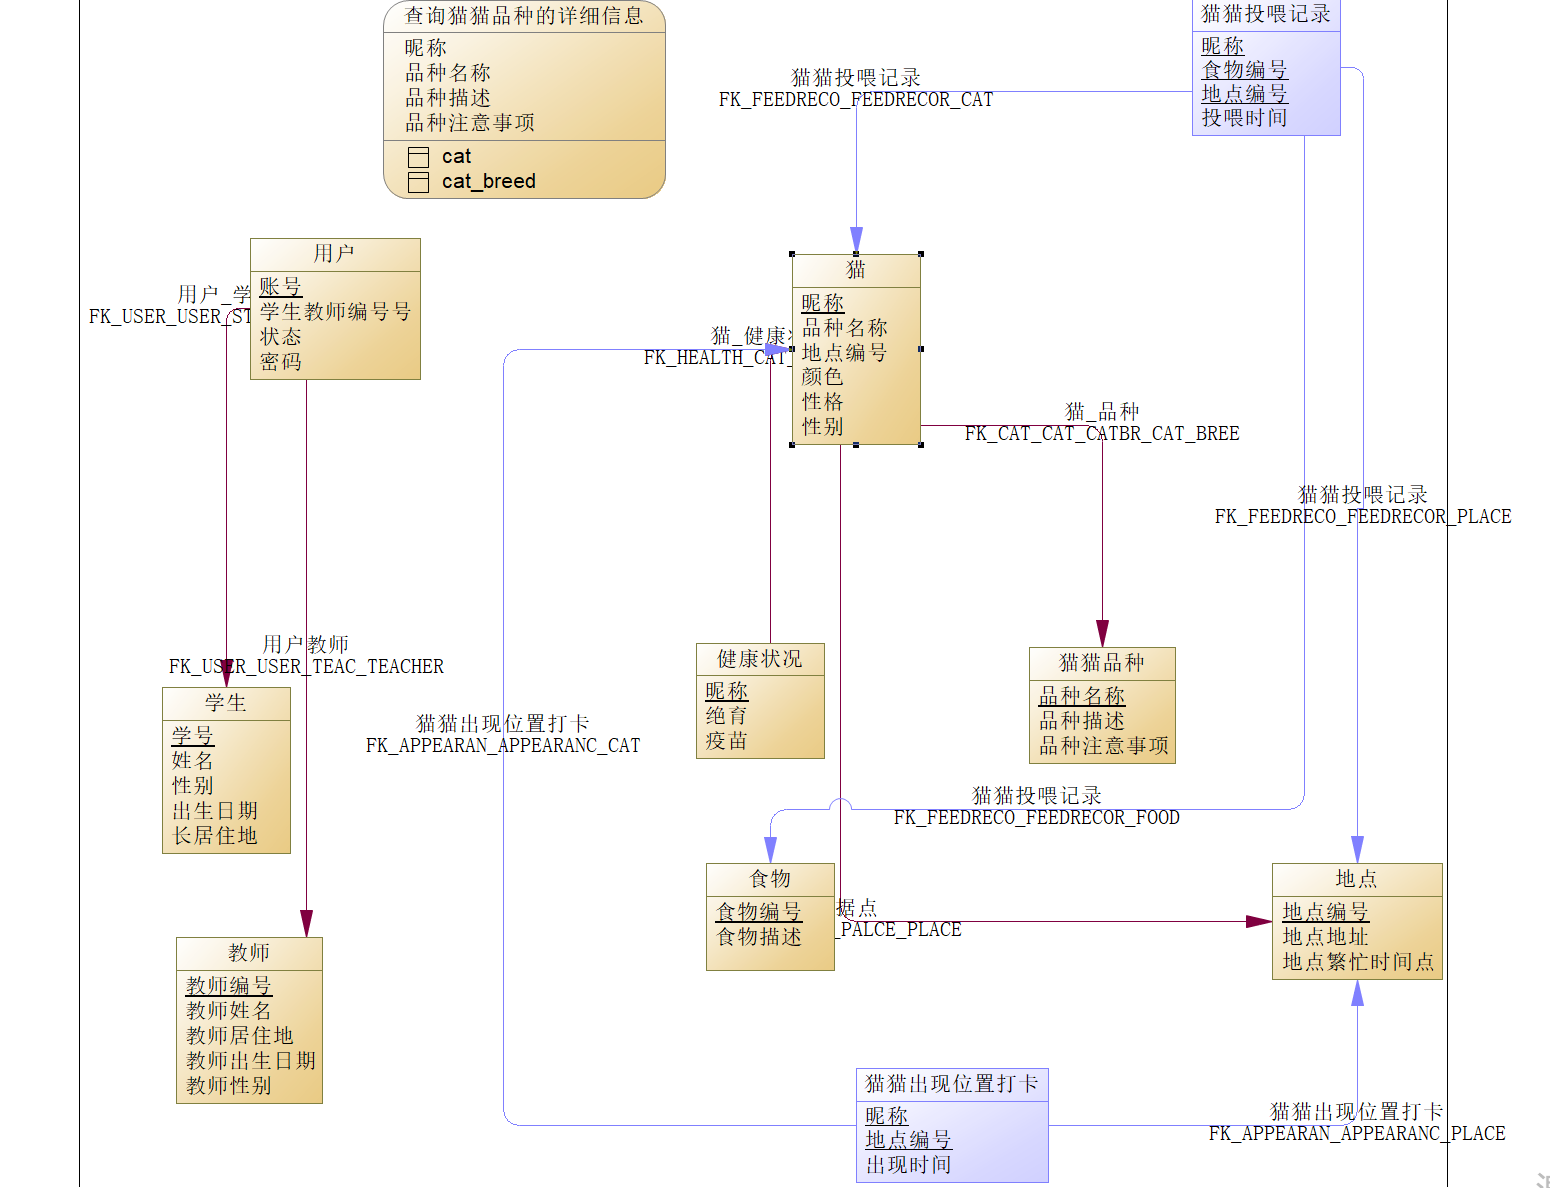 查询猫猫品种的详细信息
昵称
品种名称
品种描述
品种注意事项
cat
cat_breed
猫猫投喂记录
昵称
食物编号
地点编号
投喂时间
猫猫投喂记录
FK_FEEDRECO_FEEDRECOR_CAT
用户
账号
学生教师编号号
状态
密码
用户_学
FK_USER_USER_ST
猫
昵称
品种名称
地点编号
颜色
性格
性别
猫_健康
FK_HEALTH_CAT_
猫_品种
FK_CAT_CAT_CATBR_CAT_BREE
猫猫投喂记录
FK_FEEDRECO_FEEDRECOR_PLACE
用户教师
FK_USER_USER_TEAC_TEACHER
健康状况
昵称
绝育
疫苗
猫猫品种
品种名称
品种描述
品种注意事项
学生
学号
姓名
性别
出生日期
长居住地
猫猫出现位置打卡
FK_APPEARAN_APPEARANC_CAT
猫猫投喂记录
FK_FEEDRECO_FEEDRECOR_FOOD
食物
食物编号
食物描述
据点
_PALCE_PLACE
地点
地点编号
地点地址
地点繁忙时间点
教师
教师编号
教师姓名
教师居住地
教师出生日期
教师性别
猫猫出现位置打卡
昵称
地点编号
出现时间
猫猫出现位置打卡
FK_APPEARAN_APPEARANC_PLACE